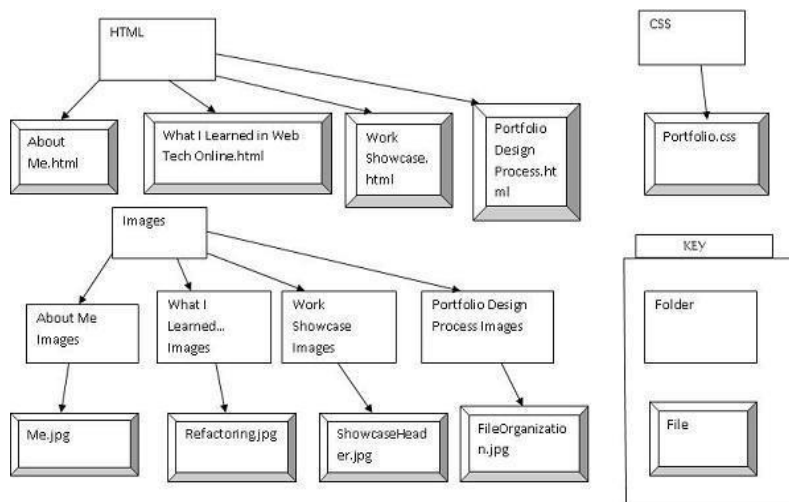 HTML
CSS
About
Me.html
What I Learned in Web
Tech Online.html
Work
Showcase.
html
Portfolio
Design
Process.ht
ml
Portfolio.css
Images
KEY
About Me
Images
What I
Learned...
Images
Work
Showcase
Images
Portfolio Design
Process Images
Folder
Me.jpg
Refactoring.jpg
ShowcaseHead
er.jpg
FileOrganizatio
n.jpg
File